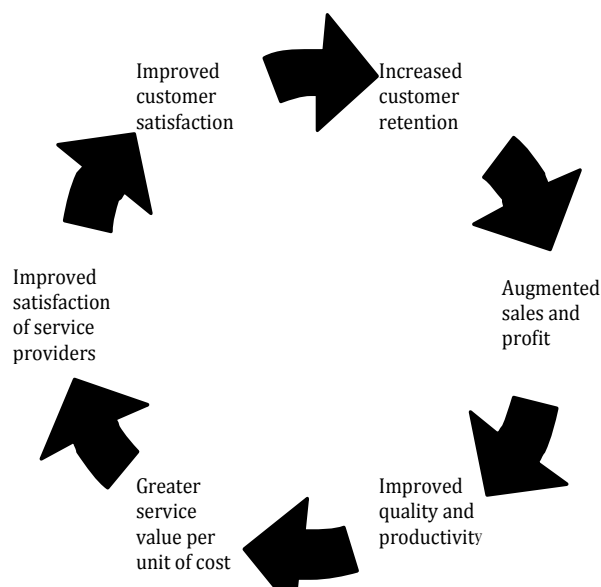 Improved
customer
satisfaction
Increased
customer
retention
Augmented
sales and
profit
Improved
quality and
productivity
Greater
service
value per
unit of cost
Improved
satisfaction
of service
providers